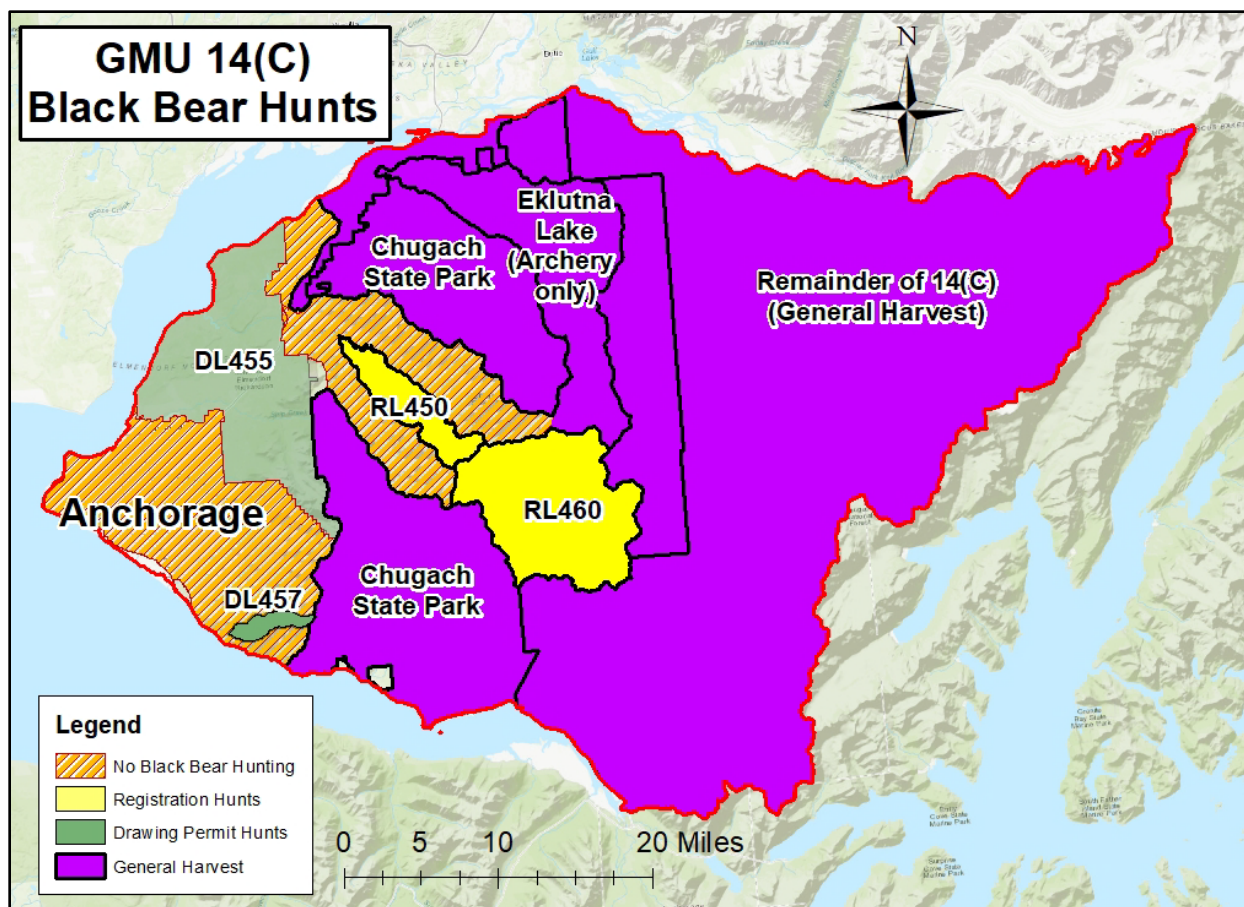 GMU 14(C)
Black Bear Hunts
N
Eklutna
Lake
(Archery
only)
Chugach
State Park
Remainder of 14(C)
(General Harvest)
DL455
RL450
RL460
Anchorage
Chugach
State Park
DL457
Legend
No Black Bear Hunting
Registration Hunts
Drawing Permit Hunts
General Harvest
0 5 10 20 Miles